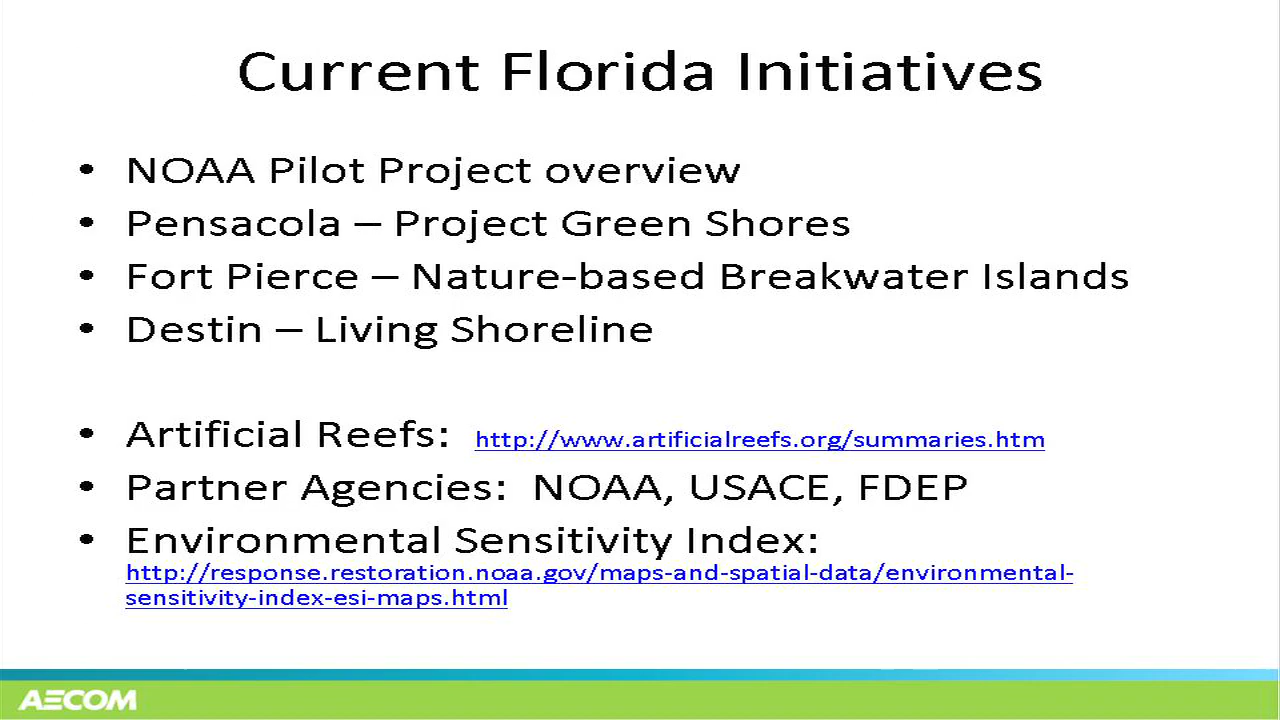 Current Florida Initiatives
• NOAA Pilot Project overview
• Pensacola – Project Green Shores
• Fort Pierce – Nature-based Breakwater Islands
• Destin – Living Shoreline
• Artificial Reefs: http://www.artificialreefs.org/summaries.htm
• Partner Agencies: NOAA, USACE, FDEP
• Environmental Sensitivity Index:
http://response.restoration.noaa.gov/maps-and-spatial-data/environmental-
sensitivity-index-esi-maps.html
AECOM